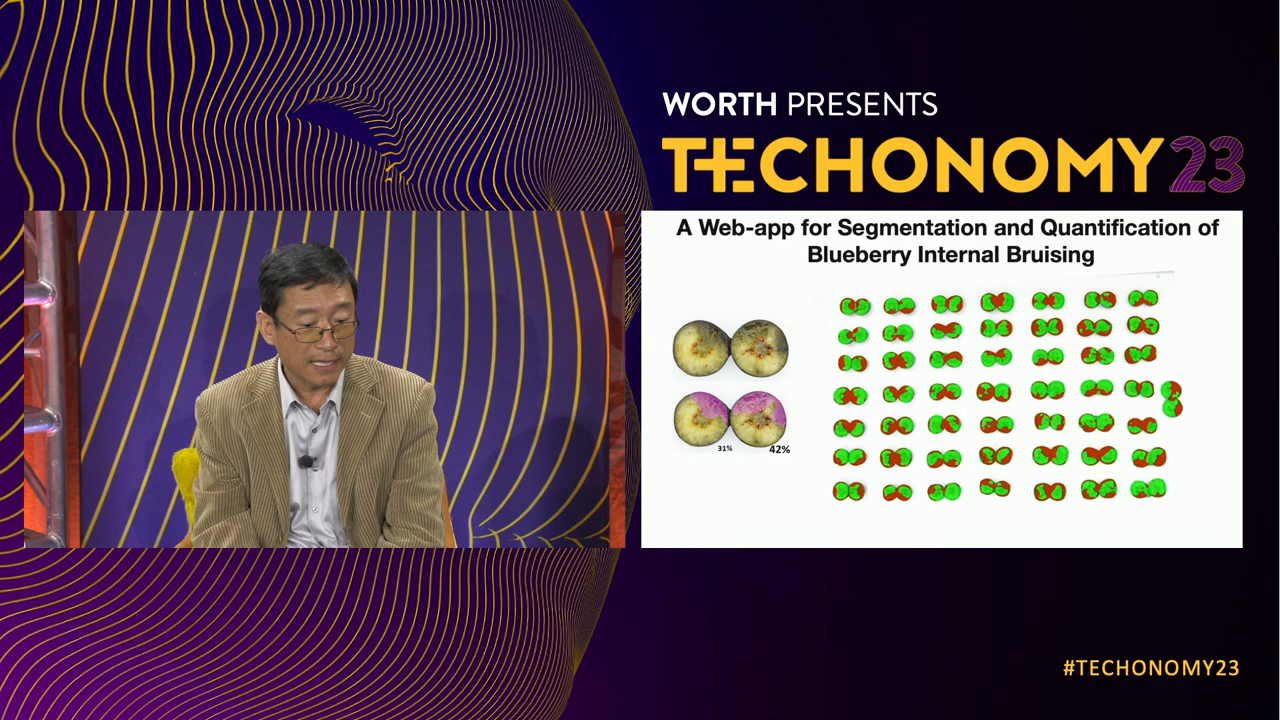 WORTH PRESENTS
TECHONOMY23
A Web-app for Segmentation and Quantification of
Blueberry Internal Bruising
31%
42%
#TECHONOMY23